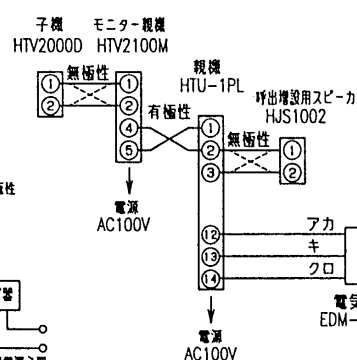 子機 モニター親機
HTV2000D HTV2100M
無極性
① ①
② ②
④
⑤
有極性
電源
AC100V
親機
HTU-1PL
呼出増設用スピーカ
HJS1002
①
②
③
無極性
①
②
⑫ アカ
⑬ キ
⑭ クロ
電源
AC100V
EDM-